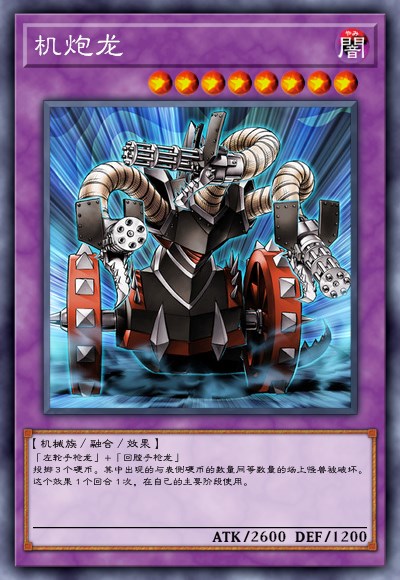 机炮龙
やみ
闇
【机械族／融合／效果】
「左轮手枪龙」+「回膛手枪龙」
投掷3个硬币。其中出现的与表侧硬币的数量同等数量的场上怪兽被破坏。
这个效果1个回合1次，在自己的主要阶段使用。
ATK/2600 DEF/1200